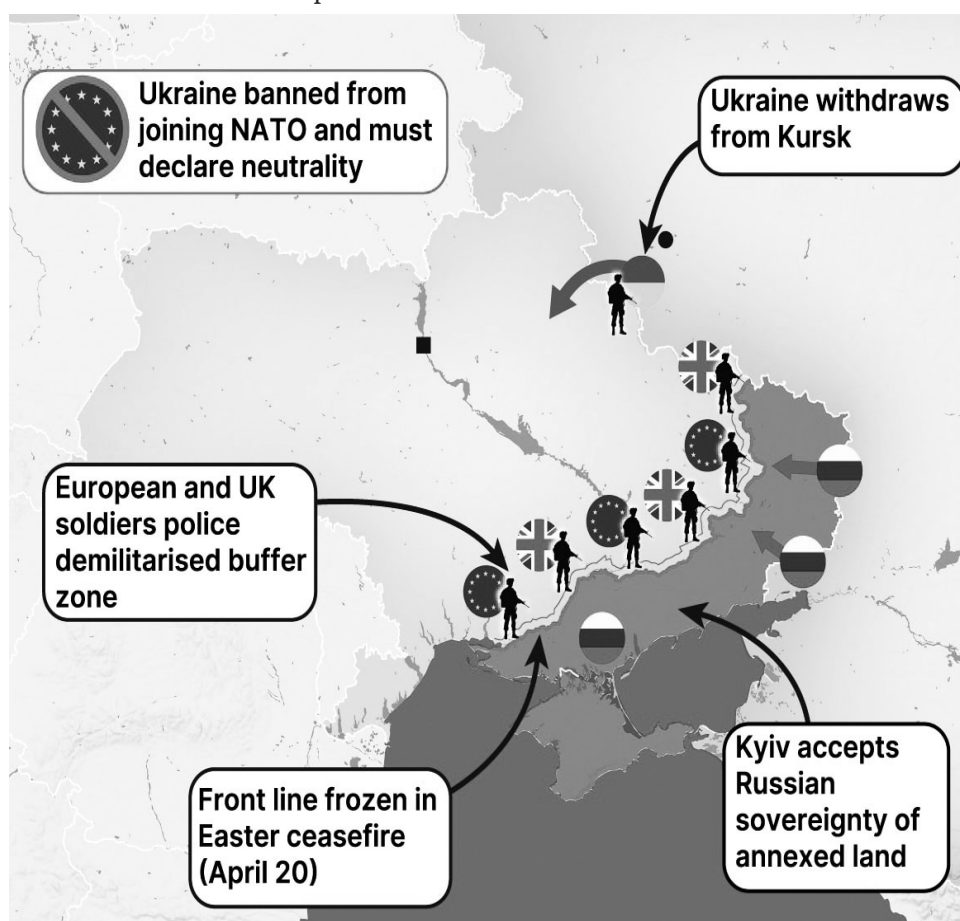 Ukraine banned from
joining NATO and must
declare neutrality
Ukraine withdraws
from Kursk
European and UK
soldiers police
demilitarised buffer
zone
Front line frozen in
Easter ceasefire
(April 20)
Kyiv accepts
Russian
sovereignty of
annexed land